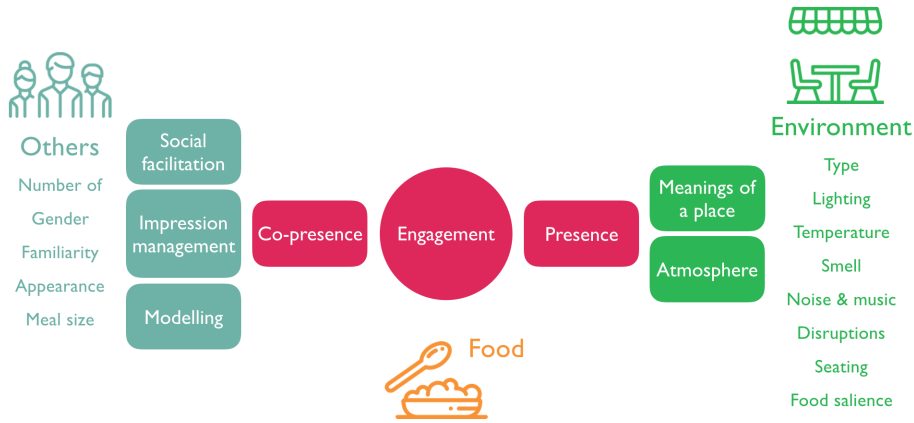 Others
Number of
Gender
Familiarity
Appearance
Meal size
Social
facilitation
Impression
management
Modelling
Co-presence
Engagement
Presence
Meanings of
a place
Atmosphere
Environment
Type
Lighting
Temperature
Smell
Noise & music
Disruptions
Seating
Food salience
Food